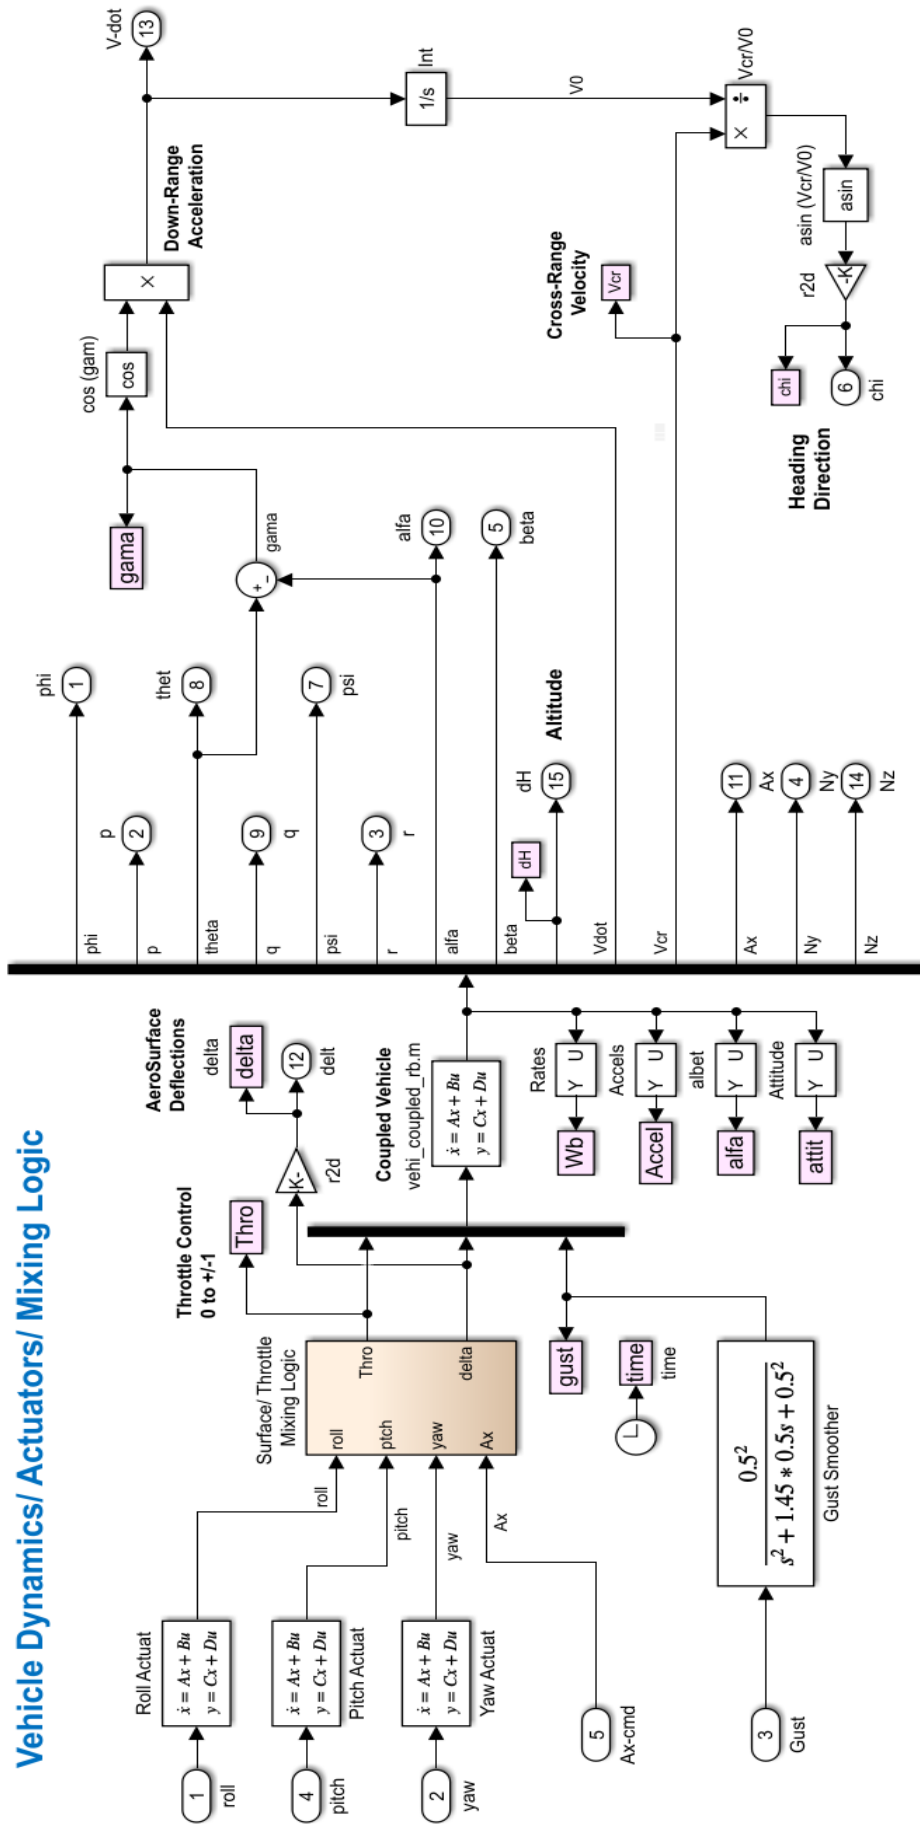 Vehicle Dynamics/ Actuators/ Mixing Logic
1
roll
Roll Actuat
ẋ = Ax + Bu
y = Cx + Du
roll
4
pitch
ẋ = Ax + Bu
y = Cx + Du
Pitch Actuat
pitch
2
yaw
ẋ = Ax + Bu
y = Cx + Du
Yaw Actuat
yaw
5
Ax-cmd
Ax
3
Gust
0.5²
s² + 1.45 * 0.5s + 0.5²
Gust Smoother
Surface/ Throttle
Mixing Logic
roll
ptch
yaw
Ax
Thro
delta
Throttle Control
0 to +/-1
Thro
gust
time
time
AeroSurface
Deflections
delta
delta
12
delt
K-
r2d
Coupled Vehicle
vehi_coupled_rb.m
ẋ = Ax + Bu
y = Cx + Du
Rates
Y U
Wb
Accels
Y U
Accel
albet
Y U
alfa
Attitude
Y U
attit
phi
p
theta
q
psi
r
alfa
beta
Vdot
Vcr
Ax
Ny
Nz
phi
1
p
2
thet
8
9
q
7
psi
3
r
alfa
10
5
beta
dH
dH
15
Altitude
11
Ax
4
Ny
14
Nz
gama
+
−
gama
cos (gam)
cos
×
Down-Range
Acceleration
V-dot
13
1/s
Int
V0
Cross-Range
Velocity
Vcr
× ÷
Vcr/V0
asin (Vcr/V0)
asin
r2d
-K
chi
6
chi
Heading
Direction